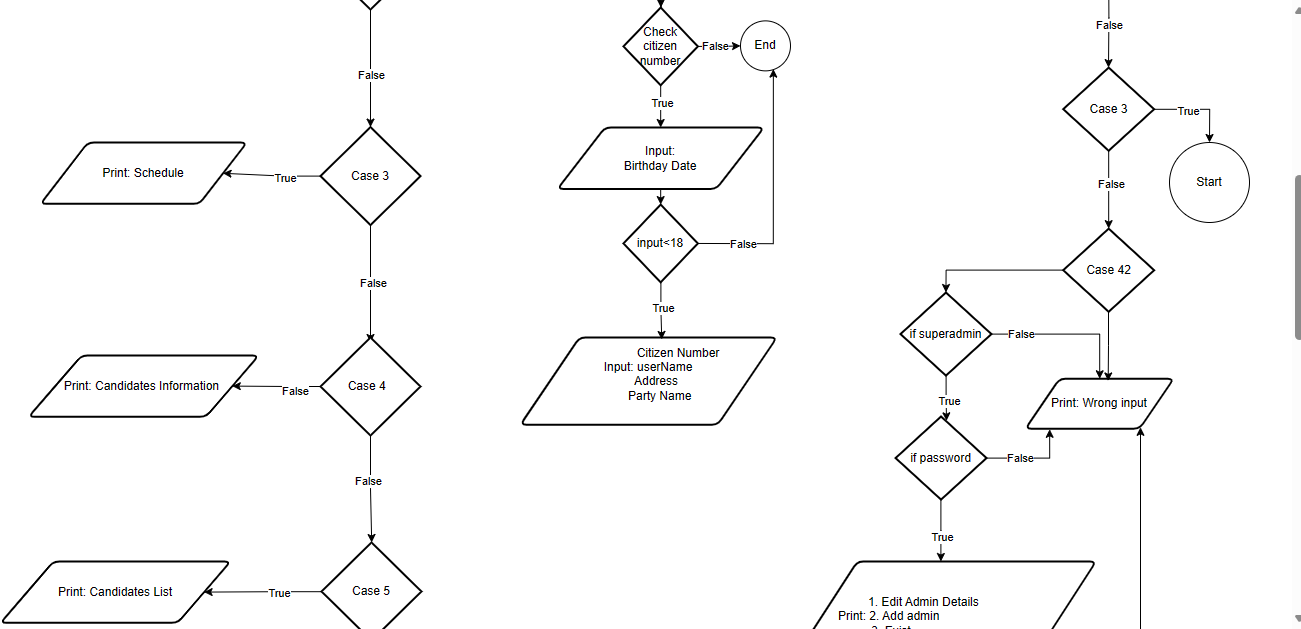 False
Case 3
True
Print: Schedule
False
Case 4
False
Print: Candidates Information
False
Case 5
True
Print: Candidates List
Check
citizen
number
False
End
True
Input:
Birthday Date
input<18
False
True
Citizen Number
Input: userName
Address
Party Name
False
Case 3
True
Start
False
Case 42
if superadmin
False
True
Print: Wrong input
if password
False
True
1. Edit Admin Details
Print: 2. Add admin